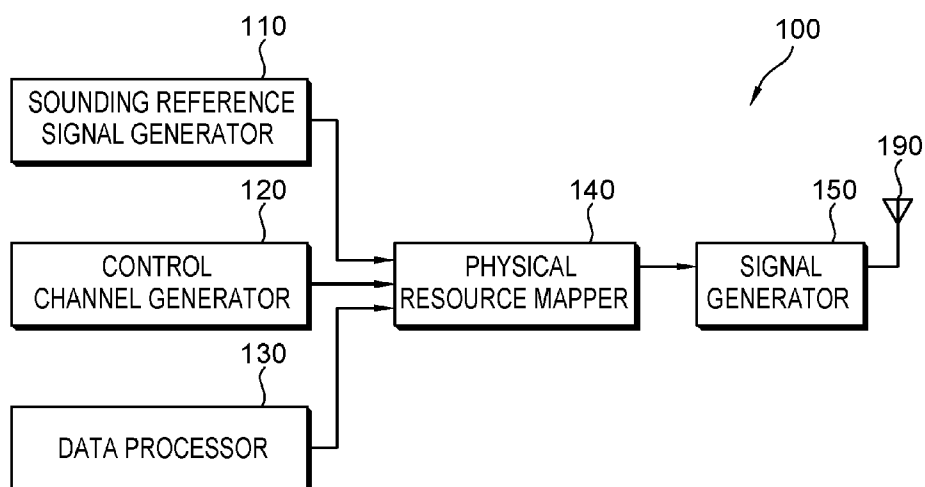 110
100
SOUNDING REFERENCE
SIGNAL GENERATOR
190
120
140
150
CONTROL
CHANNEL GENERATOR
PHYSICAL
RESOURCE MAPPER
SIGNAL
GENERATOR
130
DATA PROCESSOR